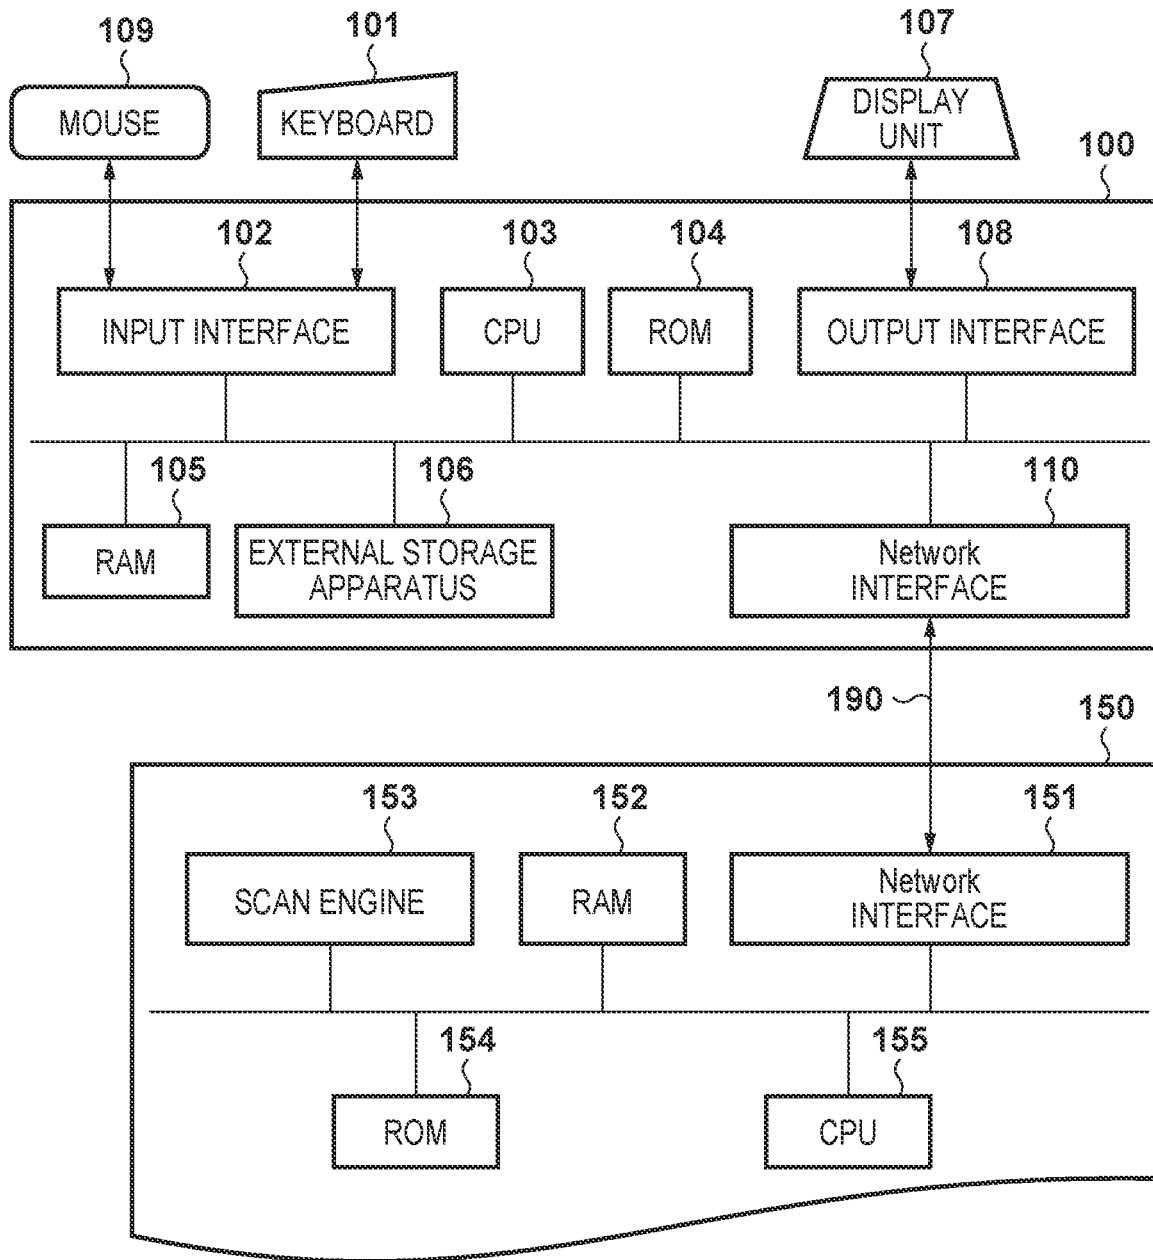 109
101
107
MOUSE
KEYBOARD
DISPLAY
UNIT
100
102
103
104
108
INPUT INTERFACE
CPU
ROM
OUTPUT INTERFACE
105
106
110
RAM
EXTERNAL STORAGE
APPARATUS
Network
INTERFACE
190
150
153
152
151
SCAN ENGINE
RAM
Network
INTERFACE
154
155
ROM
CPU